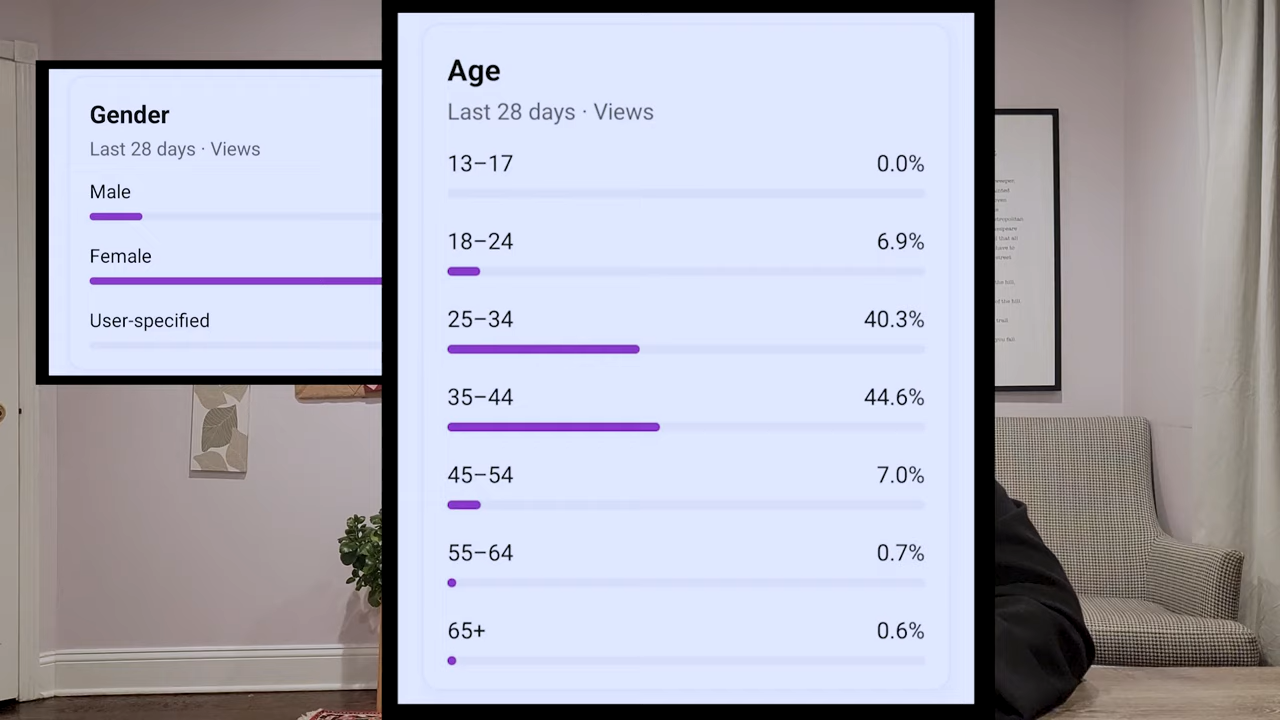 Gender
Last 28 days · Views
Male
Female
User-specified
Age
Last 28 days · Views
13–17 0.0%
18–24 6.9%
25–34 40.3%
35–44 44.6%
45–54 7.0%
55–64 0.7%
65+ 0.6%